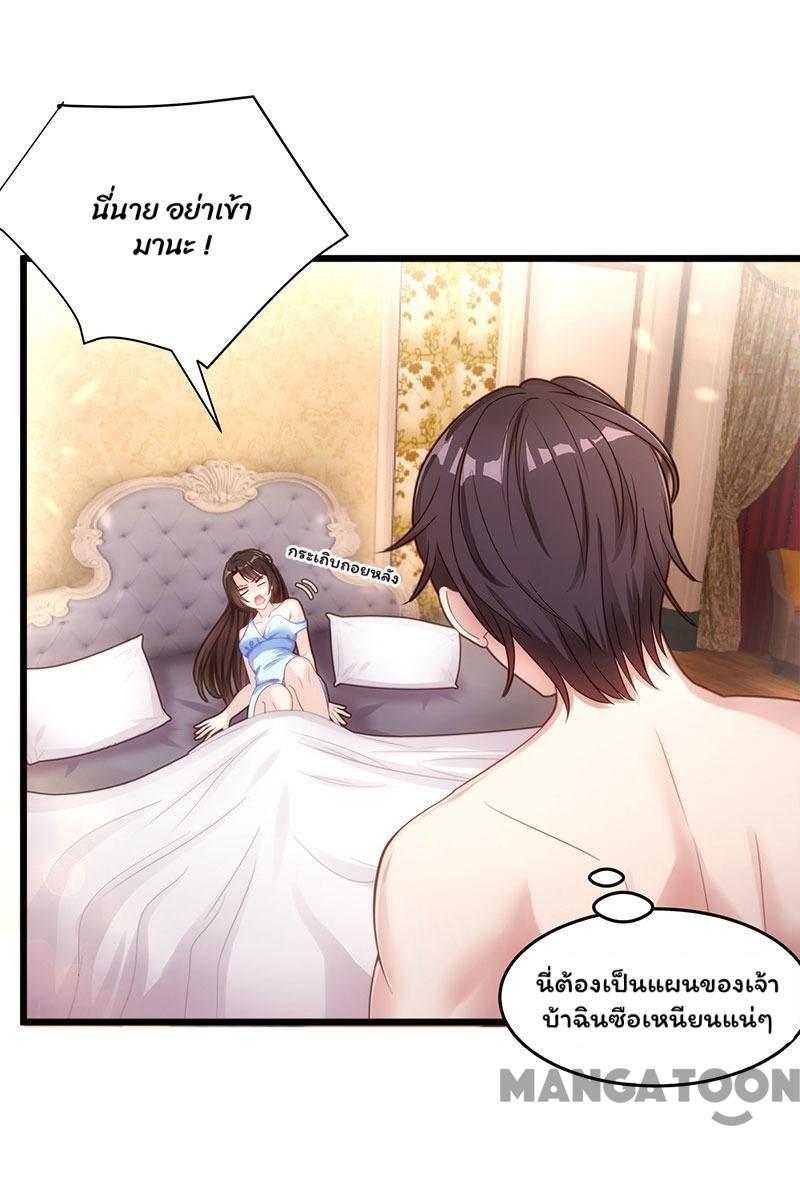 นี่นาย อย่าเข้า
มานะ !
กระเถิบถอยหลัง
นี่ต้องเป็นแผนของเจ้า
บ้าฉินซือเหนียนแน่ๆ
MANGATOON